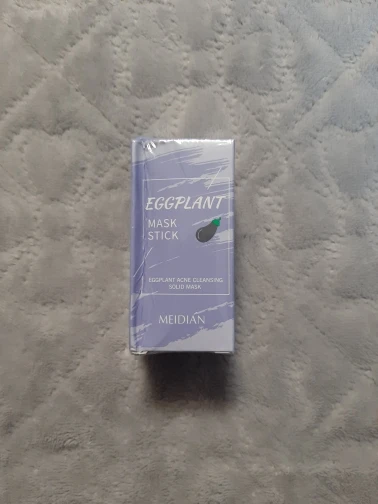 EGGPLANT
MASK
STICK
EGGPLANT ACNE CLEANSING
SOLID MASK
MEIDIAN